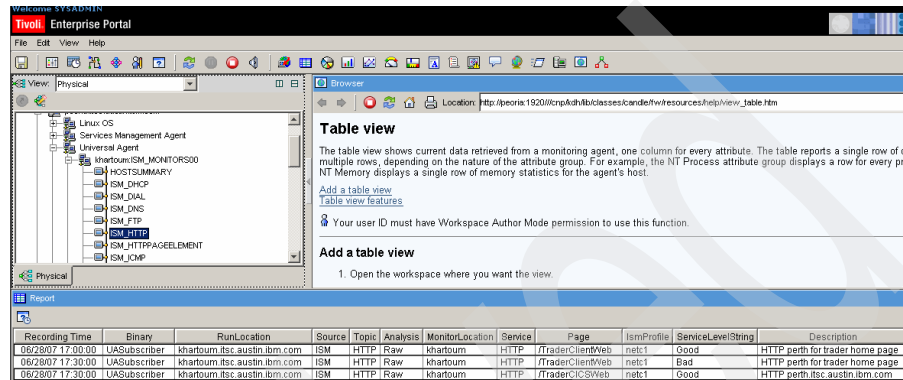 Welcome SYSADMIN
Tivoli. Enterprise Portal
File Edit View Help
View: Physical
Browser
Location: http://peoria:1920///cnp/kdh/lib/classes/candle/fw/resources/help/view_table.htm
Linux OS
Services Management Agent
Universal Agent
khartoum:ISM_MONITORS00
HOSTSUMMARY
ISM_DHCP
ISM_DIAL
ISM_DNS
ISM_FTP
ISM_HTTP
ISM_HTTPPAGEELEMENT
ISM_ICMP
Physical
Table view
The table view shows current data retrieved from a monitoring agent, one column for every attribute. The table reports a single row of
multiple rows, depending on the nature of the attribute group. For example, the NT Process attribute group displays a row for every
NT Memory displays a single row of memory statistics for the agent's host.
Add a table view
Table view features
Your user ID must have Workspace Author Mode permission to use this function.
Add a table view
1. Open the workspace where you want the view.
Report
Recording Time Binary RunLocation Source Topic Analysis MonitorLocation Service Page IsmProfile ServiceLevelString Description
06/28/07 17:00:00 UASubscriber khartoum.itsc.austin.ibm.com ISM HTTP Raw khartoum HTTP /TraderClientWeb netc1 Good HTTP perth for trader home page
06/28/07 17:30:00 UASubscriber khartoum.itsc.austin.ibm.com ISM HTTP Raw khartoum HTTP /TraderClientWeb netc1 Bad HTTP perth for trader home page
06/28/07 17:30:00 UASubscriber khartoum.itsc.austin.ibm.com ISM HTTP Raw khartoum HTTP /TraderCICSWeb netc1 Good HTTP perth.itsc.austin.ibm.com